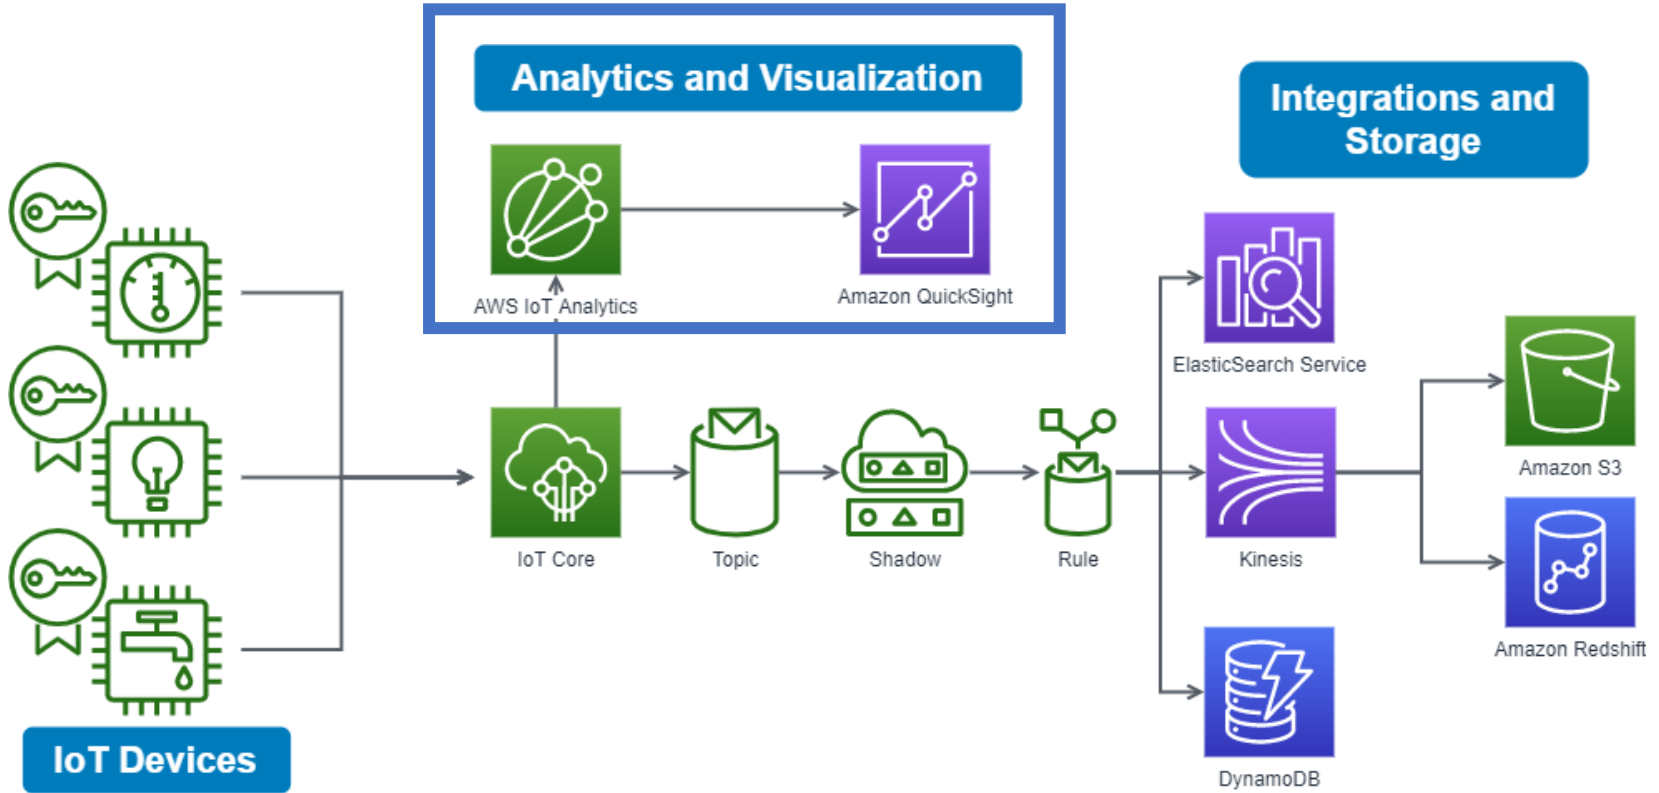 Analytics and Visualization
Integrations and
Storage
AWS IoT Analytics
Amazon QuickSight
ElasticSearch Service
IoT Core
Topic
Shadow
Rule
Kinesis
Amazon S3
Amazon Redshift
IoT Devices
DynamoDB